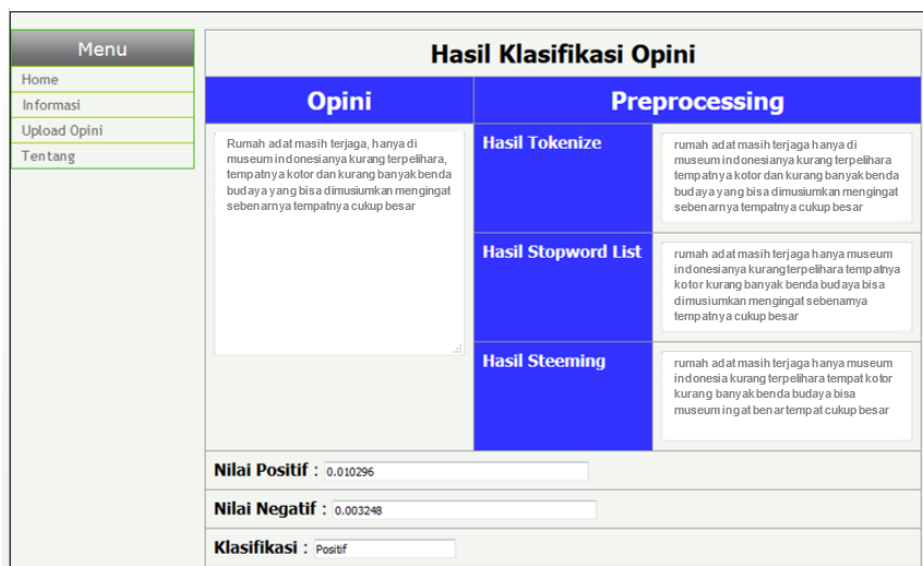 Menu
Home
Informasi
Upload Opini
Tentang
Hasil Klasifikasi Opini
Opini
Preprocessing
Rumah adat masih terjaga, hanya di
museum indonesianya kurang terpelihara,
tempatnya kotor dan kurang banyak benda
budaya yang bisa dimusiumkan mengingat
sebenarnya tempatnya cukup besar
Hasil Tokenize
rumah adat masih terjaga hanya di
museum indonesianya kurang terpelihara
tempatnya kotor dan kurang banyak benda
budaya yang bisa dimusiumkan mengingat
sebenarnya tempatnya cukup besar
Hasil Stopword List
rumah adat masih terjaga hanya museum
indonesianya kurang terpelihara tempatnya
kotor kurang banyak benda budaya bisa
dimusiumkan mengingat sebenarnya
tempatnya cukup besar
Hasil Steeming
rumah adat masih terjaga hanya museum
indonesia kurang terpelihara tempat kotor
kurang banyak benda budaya bisa
museum ingat benar tempat cukup besar
Nilai Positif : 0.010296
Nilai Negatif : 0.003248
Klasifikasi : Positif